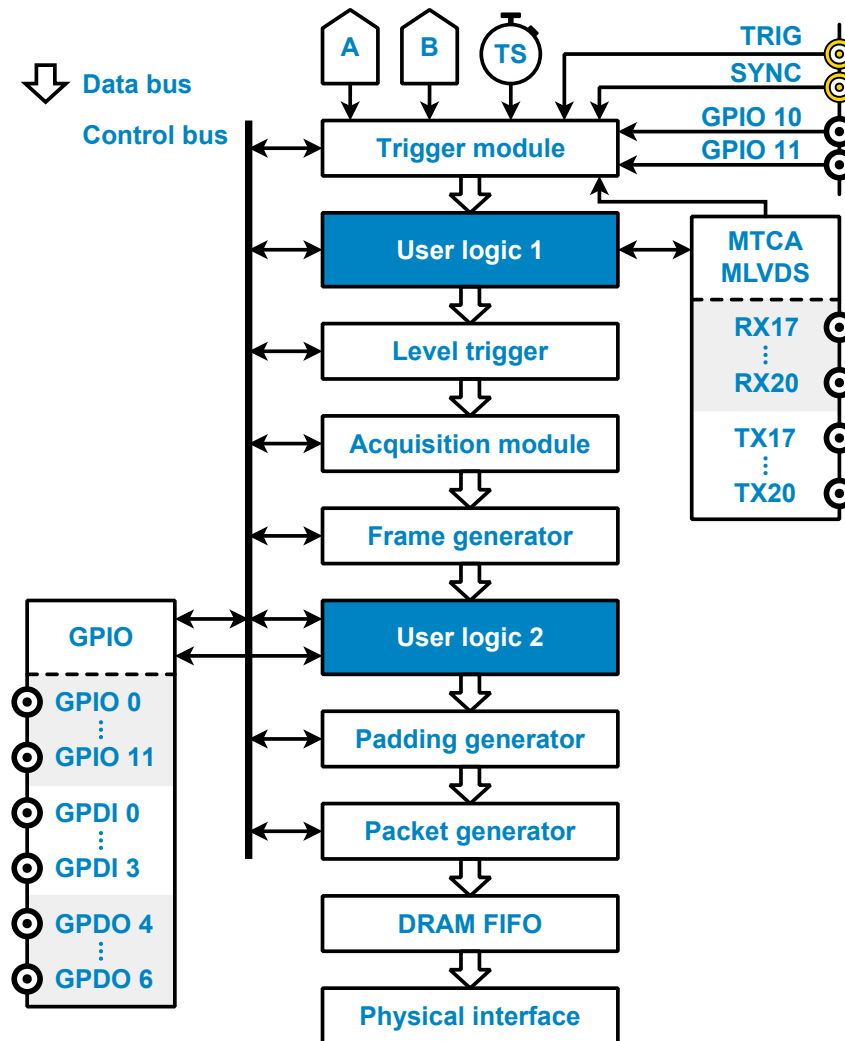 A
B
TS
TRIG
SYNC
GPIO 10
GPIO 11
Data bus
Control bus
Trigger module
User logic 1
MTCA
MLVDS
RX17
RX20
TX17
TX20
Level trigger
Acquisition module
Frame generator
User logic 2
GPIO
GPIO 0
GPIO 11
GPDI 0
GPDI 3
GPDO 4
GPDO 6
Padding generator
Packet generator
DRAM FIFO
Physical interface